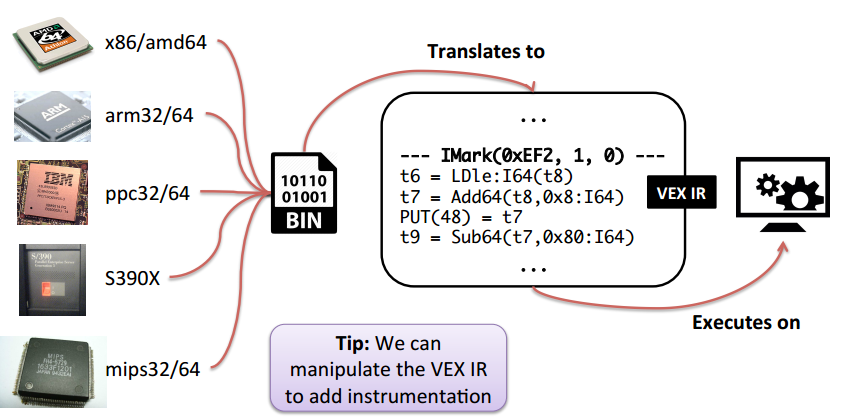 AMD
64
Athlon
x86/amd64
Translates to
ARM
arm32/64
...
--- IMark(0xEF2, 1, 0) ---
t6 = LDle:I64(t8)
t7 = Add64(t8,0x8:I64)
PUT(48) = t7
t9 = Sub64(t7,0x80:I64)
...
VEX IR
IBM
ppc32/64
10110
01001
BIN
S/390
S390X
Executes on
MIPS
mips32/64
Tip: We can
manipulate the VEX IR
to add instrumentation